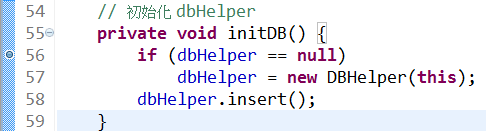 54 // 初始化 dbHelper
55 private void initDB() {
56 if (dbHelper == null)
57 dbHelper = new DBHelper(this);
58 dbHelper.insert();
59 }